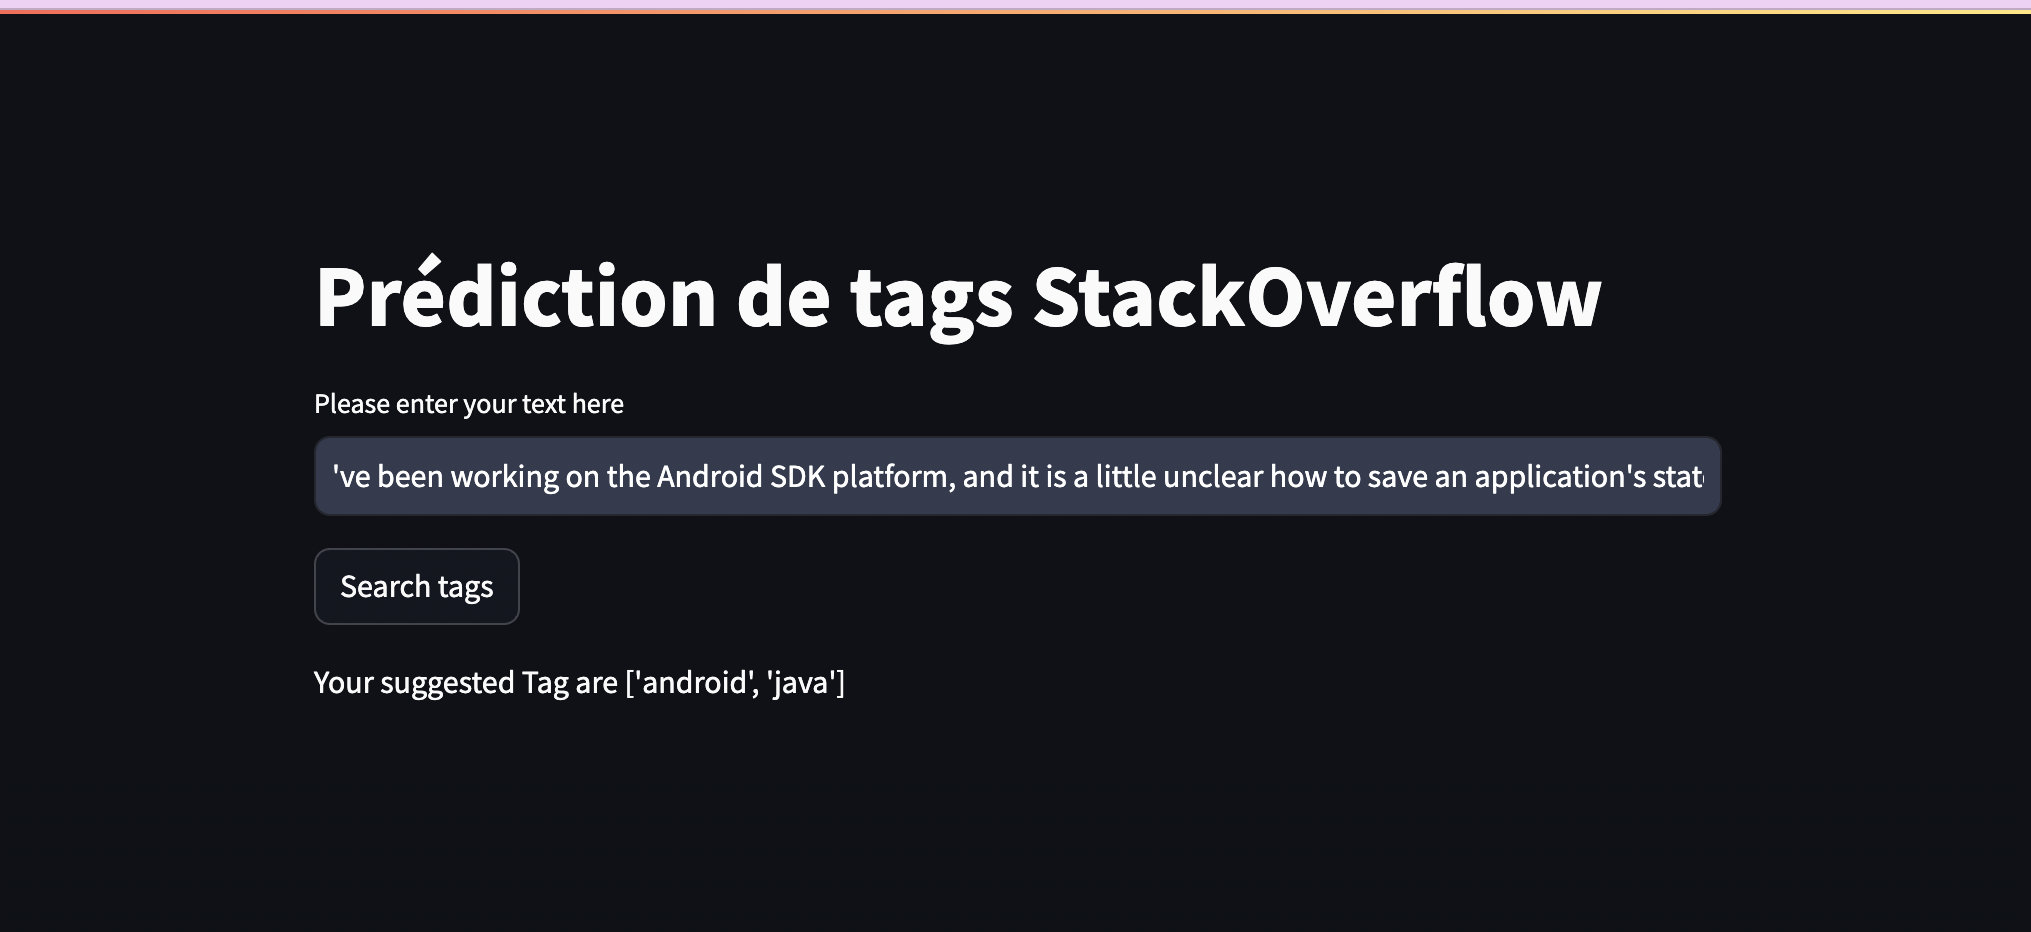 Prédiction de tags StackOverflow
Please enter your text here
've been working on the Android SDK platform, and it is a little unclear how to save an application's stat
Search tags
Your suggested Tag are ['android', 'java']